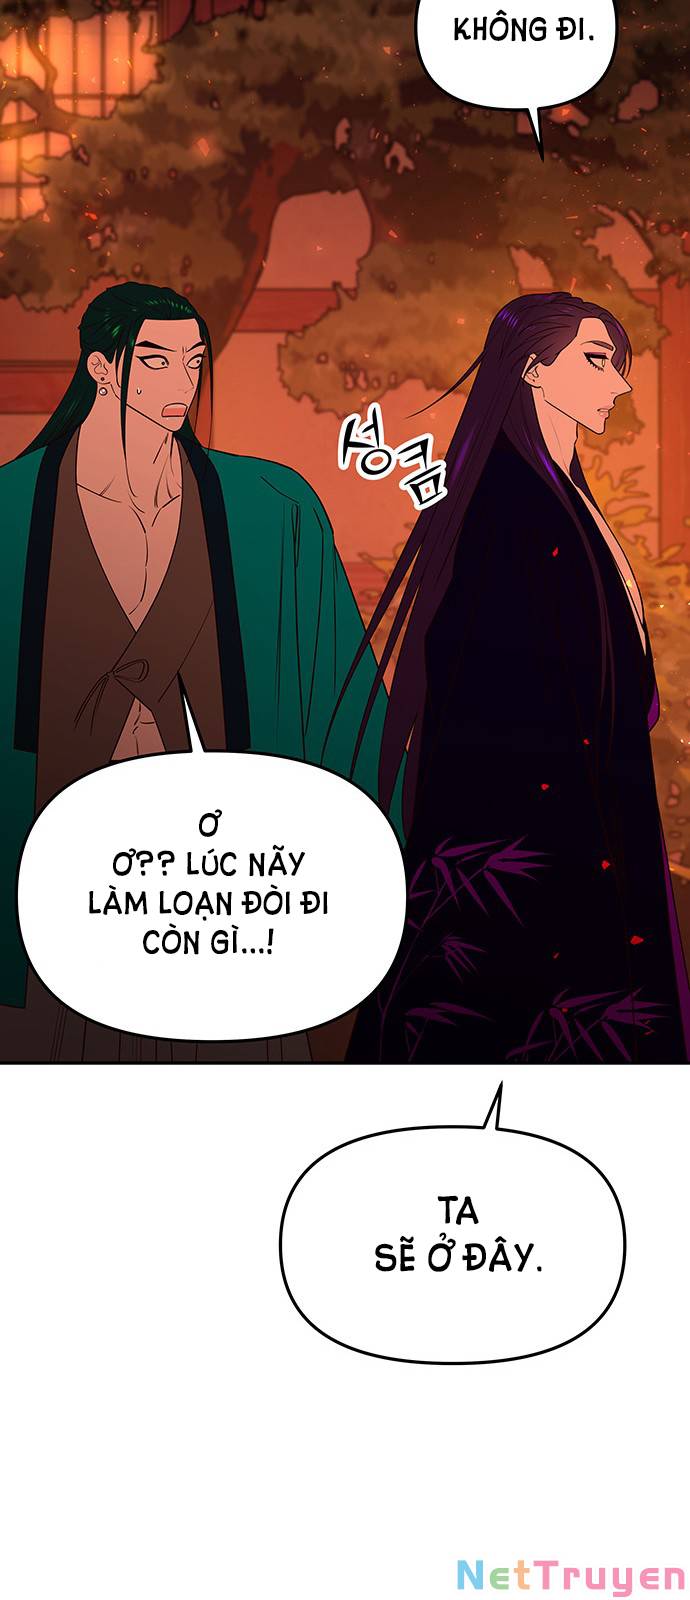 KHÔNG ĐI.
성큼
Ơ
Ơ?? LÚC NÃY
LÀM LOẠN ĐÒI ĐI
CÒN GÌ...!
TA
SẼ Ở ĐÂY.
NetTruyen